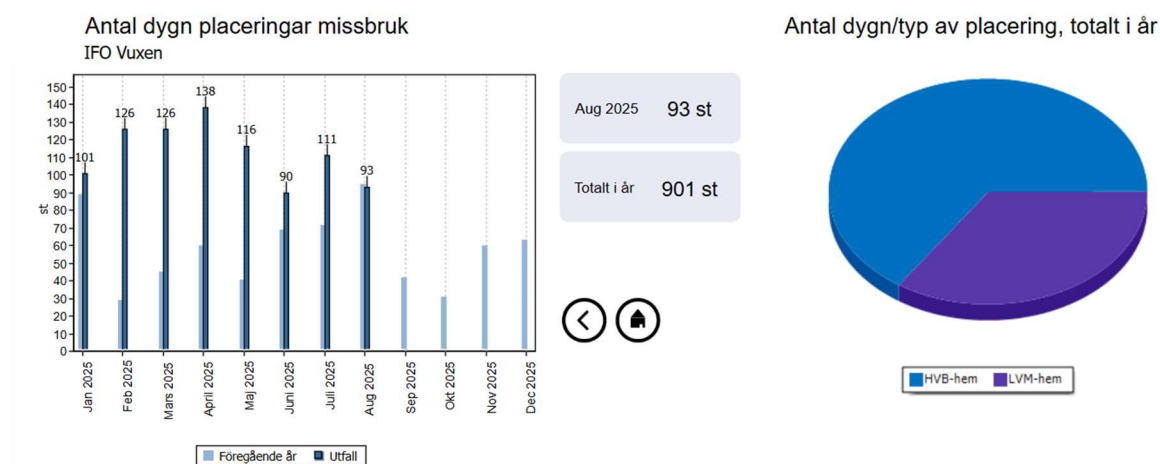 Antal dygn placeringar missbruk
IFO Vuxen
150
140
130
120
110
100
90
80
70
60
50
40
30
20
10
0
st
101
126
126
138
116
90
111
93
Jan 2025
Feb 2025
Mars 2025
April 2025
Maj 2025
Juni 2025
Juli 2025
Aug 2025
Sep 2025
Okt 2025
Nov 2025
Dec 2025
Föregående år
Utfall
Aug 2025 93 st
Totalt i år 901 st
Antal dygn/typ av placering, totalt i år
HVB-hem
LVM-hem